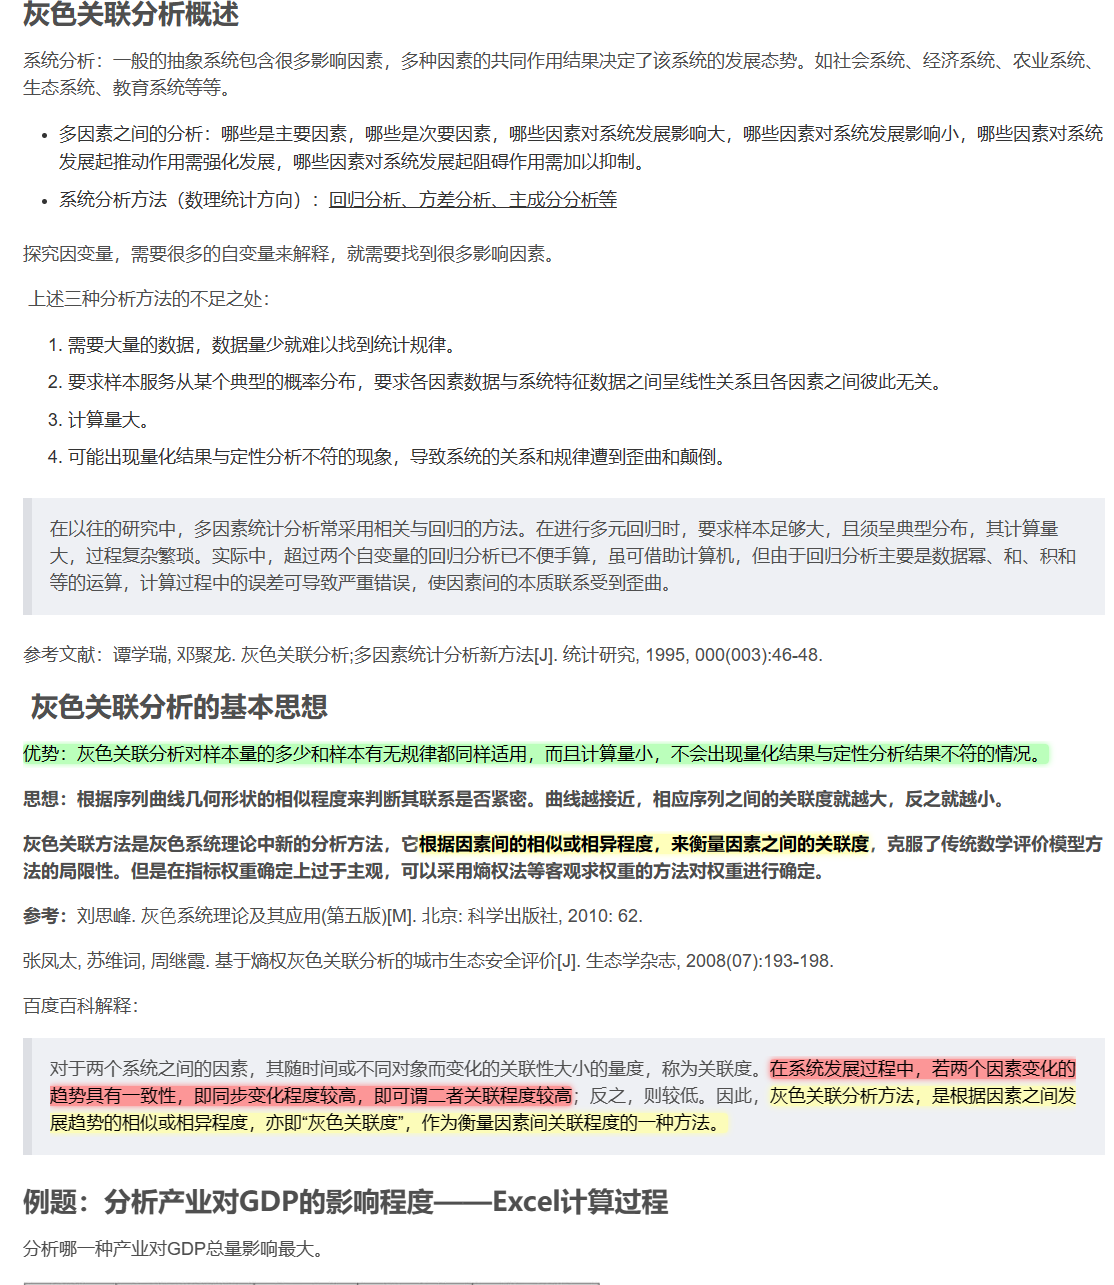 灰色关联分析概述
系统分析：一般的抽象系统包含很多影响因素，多种因素的共同作用结果决定了该系统的发展态势。如社会系统、经济系统、农业系统、
生态系统、教育系统等等。
• 多因素之间的分析：哪些是主要因素，哪些是次要因素，哪些因素对系统发展影响大，哪些因素对系统发展影响小，哪些因素对系统
发展起推动作用需强化发展，哪些因素对系统发展起阻碍作用需加以抑制。
• 系统分析方法（数理统计方向）：回归分析、方差分析、主成分分析等
探究因变量，需要很多的自变量来解释，就需要找到很多影响因素。
上述三种分析方法的不足之处：
1. 需要大量的数据，数据量少就难以找到统计规律。
2. 要求样本服务从某个典型的概率分布，要求各因素数据与系统特征数据之间呈线性关系且各因素之间彼此无关。
3. 计算量大。
4. 可能出现量化结果与定性分析不符的现象，导致系统的关系和规律遭到歪曲和颠倒。
在以往的研究中，多因素统计分析常采用相关与回归的方法。在进行多元回归时，要求样本足够大，且须呈典型分布，其计算量
大，过程复杂繁琐。实际中，超过两个自变量的回归分析已不便手算，虽可借助计算机，但由于回归分析主要是数据幂、和、积和
等的运算，计算过程中的误差可导致严重错误，使因素间的本质联系受到歪曲。
参考文献：谭学瑞, 邓聚龙. 灰色关联分析;多因素统计分析新方法[J]. 统计研究, 1995, 000(003):46-48.
灰色关联分析的基本思想
优势：灰色关联分析对样本量的多少和样本有无规律都同样适用，而且计算量小，不会出现量化结果与定性分析结果不符的情况。
思想：根据序列曲线几何形状的相似程度来判断其联系是否紧密。曲线越接近，相应序列之间的关联度就越大，反之就越小。
灰色关联方法是灰色系统理论中新的分析方法，它根据因素间的相似或相异程度，来衡量因素之间的关联度，克服了传统数学评价模型方
法的局限性。但是在指标权重确定上过于主观，可以采用熵权法等客观求权重的方法对权重进行确定。
参考：刘思峰. 灰色系统理论及其应用(第五版)[M]. 北京: 科学出版社, 2010: 62.
张凤太, 苏维词, 周继霞. 基于熵权灰色关联分析的城市生态安全评价[J]. 生态学杂志, 2008(07):193-198.
百度百科解释：
对于两个系统之间的因素，其随时间或不同对象而变化的关联性大小的量度，称为关联度。在系统发展过程中，若两个因素变化的
趋势具有一致性，即同步变化程度较高，即可谓二者关联程度较高；反之，则较低。因此，灰色关联分析方法，是根据因素之间发
展趋势的相似或相异程度，亦即“灰色关联度”，作为衡量因素间关联程度的一种方法。
例题：分析产业对GDP的影响程度——Excel计算过程
分析哪一种产业对GDP总量影响最大。